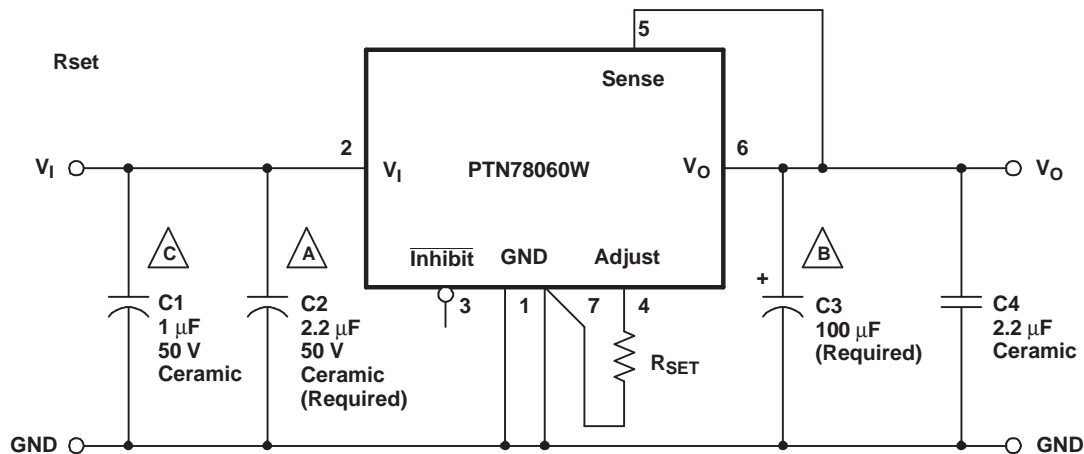 5
Rset
Sense
2
6
V_I
V_I
PTN78060W
V_O
V_O
C
A
Inhibit
GND
Adjust
B
3
1
7
4
C1
1 μF
50 V
Ceramic
C2
2.2 μF
50 V
Ceramic
(Required)
R_SET
+
C3
100 μF
(Required)
C4
2.2 μF
Ceramic
GND
GND